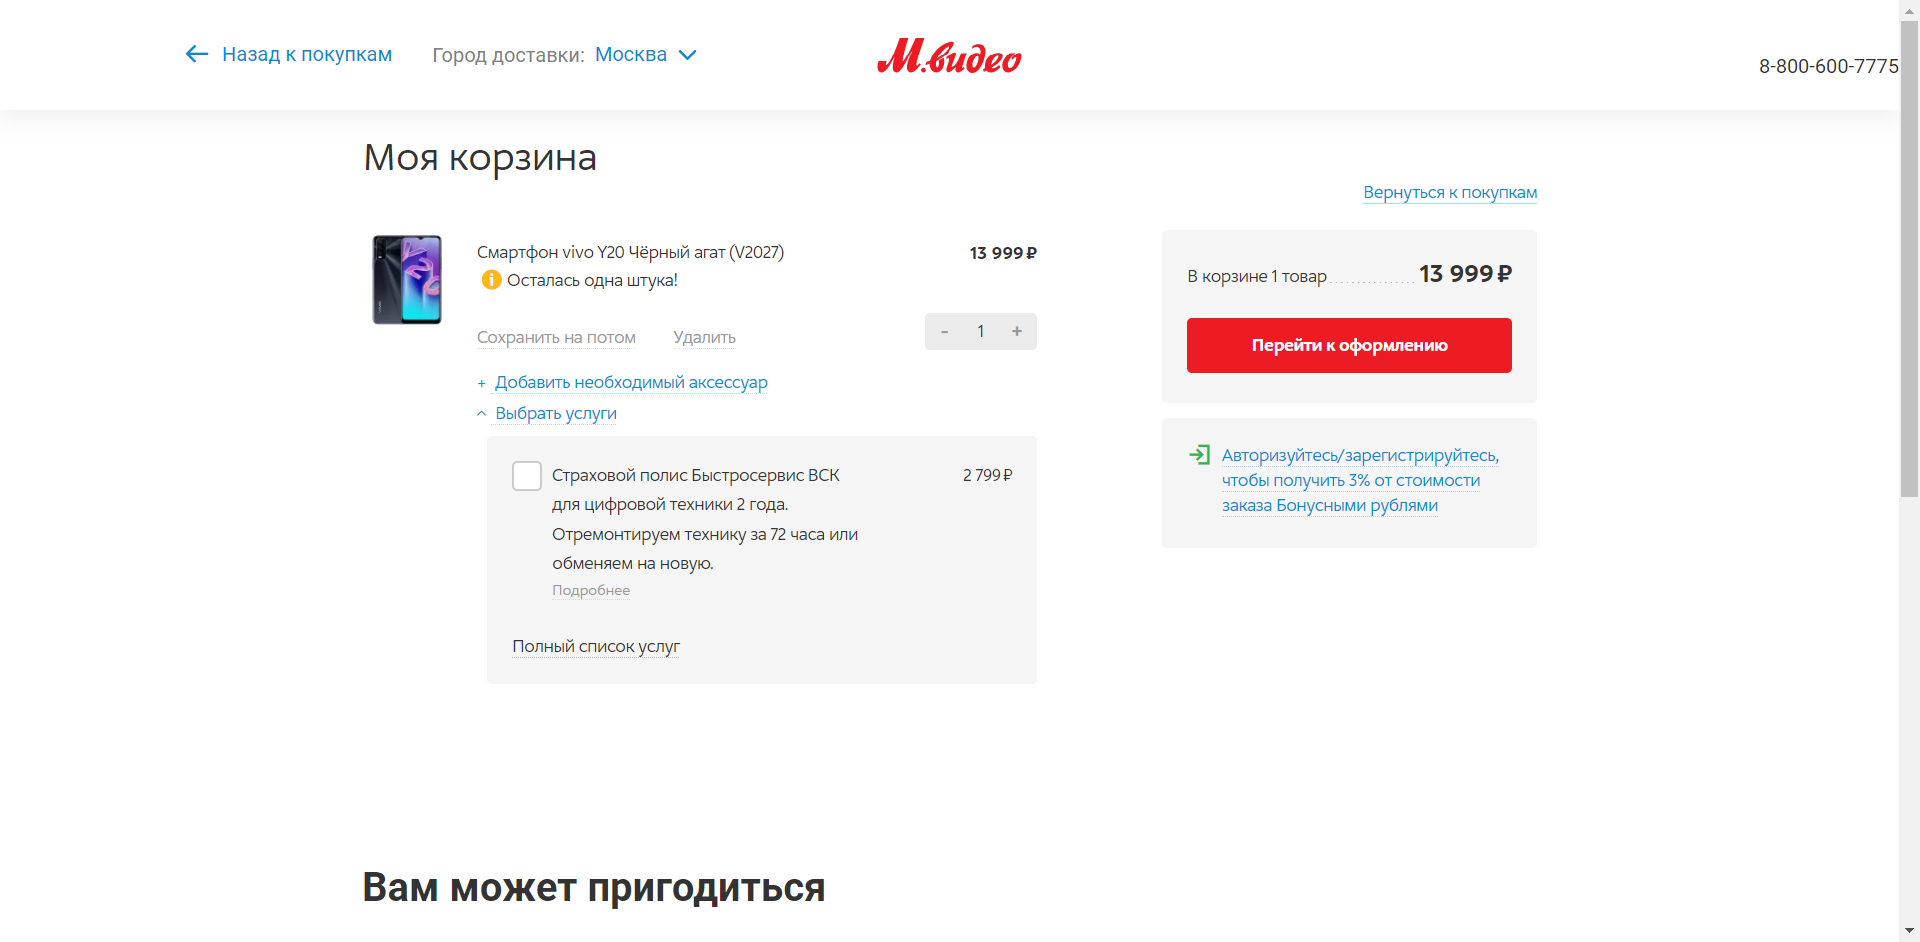 Назад к покупкам
Город доставки: Москва
М.видео
8-800-600-7775
Моя корзина
Вернуться к покупкам
Смартфон vivo Y20 Чёрный агат (V2027)
13 999 ₽
Осталась одна штука!
Сохранить на потом
Удалить
- 1 +
+ Добавить необходимый аксессуар
Выбрать услуги
Страховой полис Быстросервис ВСК
для цифровой техники 2 года.
Отремонтируем технику за 72 часа или
обменяем на новую.
2 799 ₽
Подробнее
Полный список услуг
В корзине 1 товар ................ 13 999 ₽
Перейти к оформлению
Авторизуйтесь/зарегистрируйтесь,
чтобы получить 3% от стоимости
заказа Бонусными рублями
Вам может пригодиться